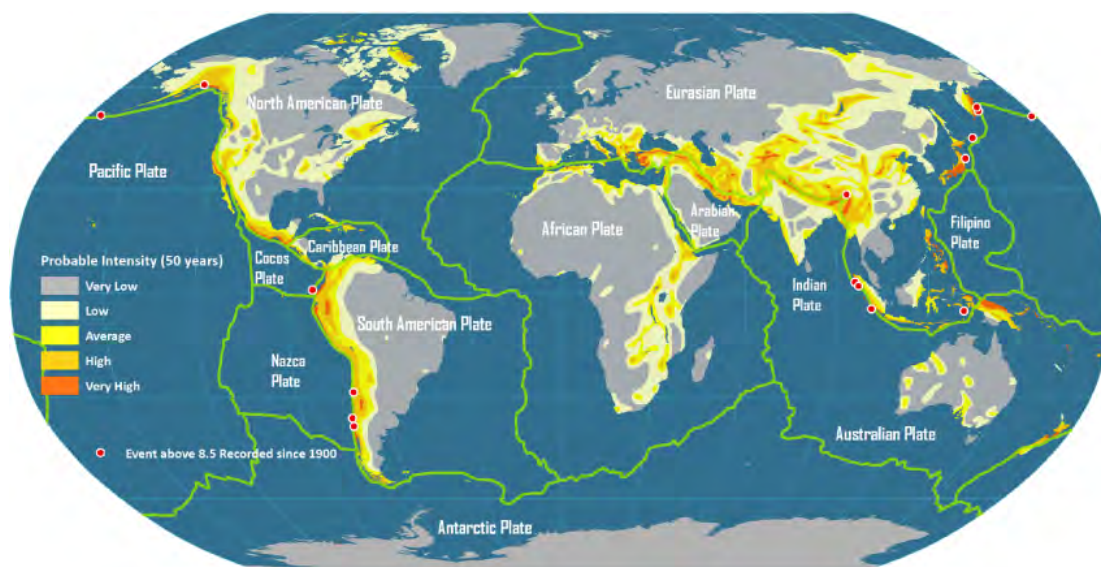 North American Plate
Eurasian Plate
Pacific Plate
African Plate
Arabian
Plate
Filipino
Plate
Caribbean Plate
Cocos
Plate
Indian
Plate
South American Plate
Nazca
Plate
Australian Plate
Antarctic Plate
Probable Intensity (50 years)
Very Low
Low
Average
High
Very High
Event above 8.5 Recorded since 1900